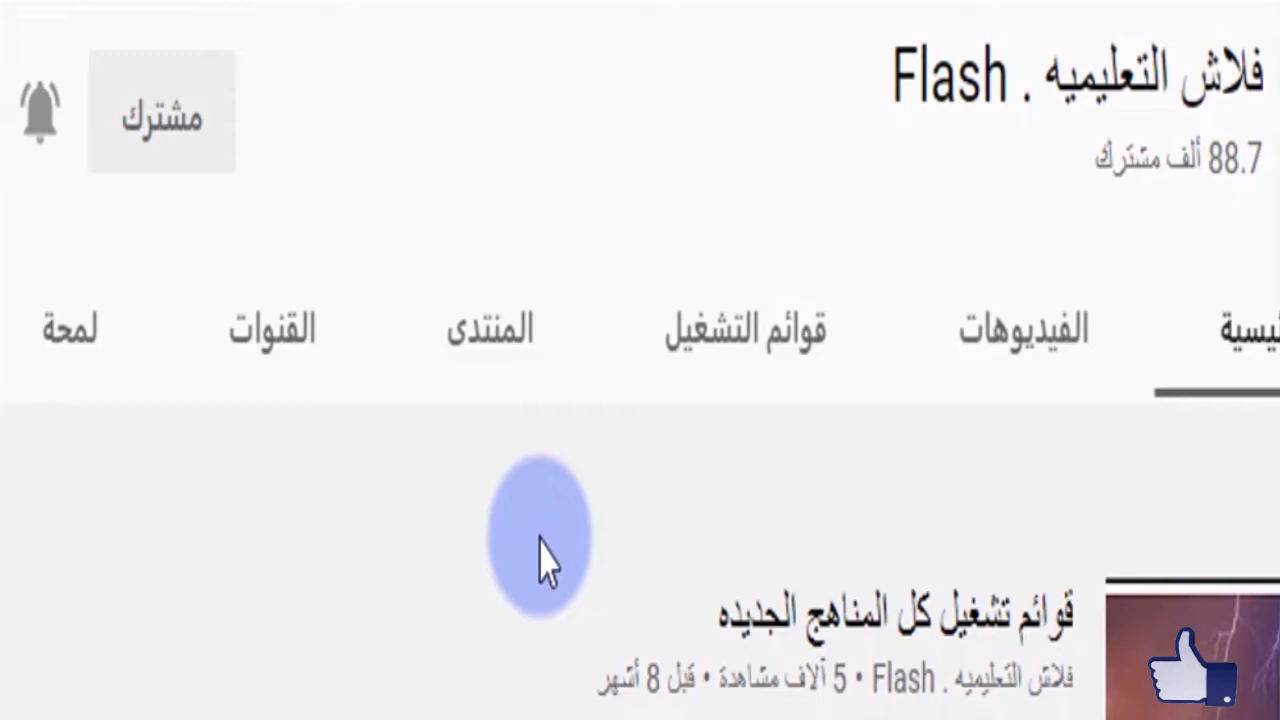 فلاش التعليميه . Flash
88.7 ألف مشترك
مشترك
الفيديوهات
قوائم التشغيل
المنتدى
القنوات
لمحة
قوائم تشغيل كل المناهج الجديده
فلاش التعليميه . Flash • 5 آلاف مشاهدة • قبل 8 أشهر